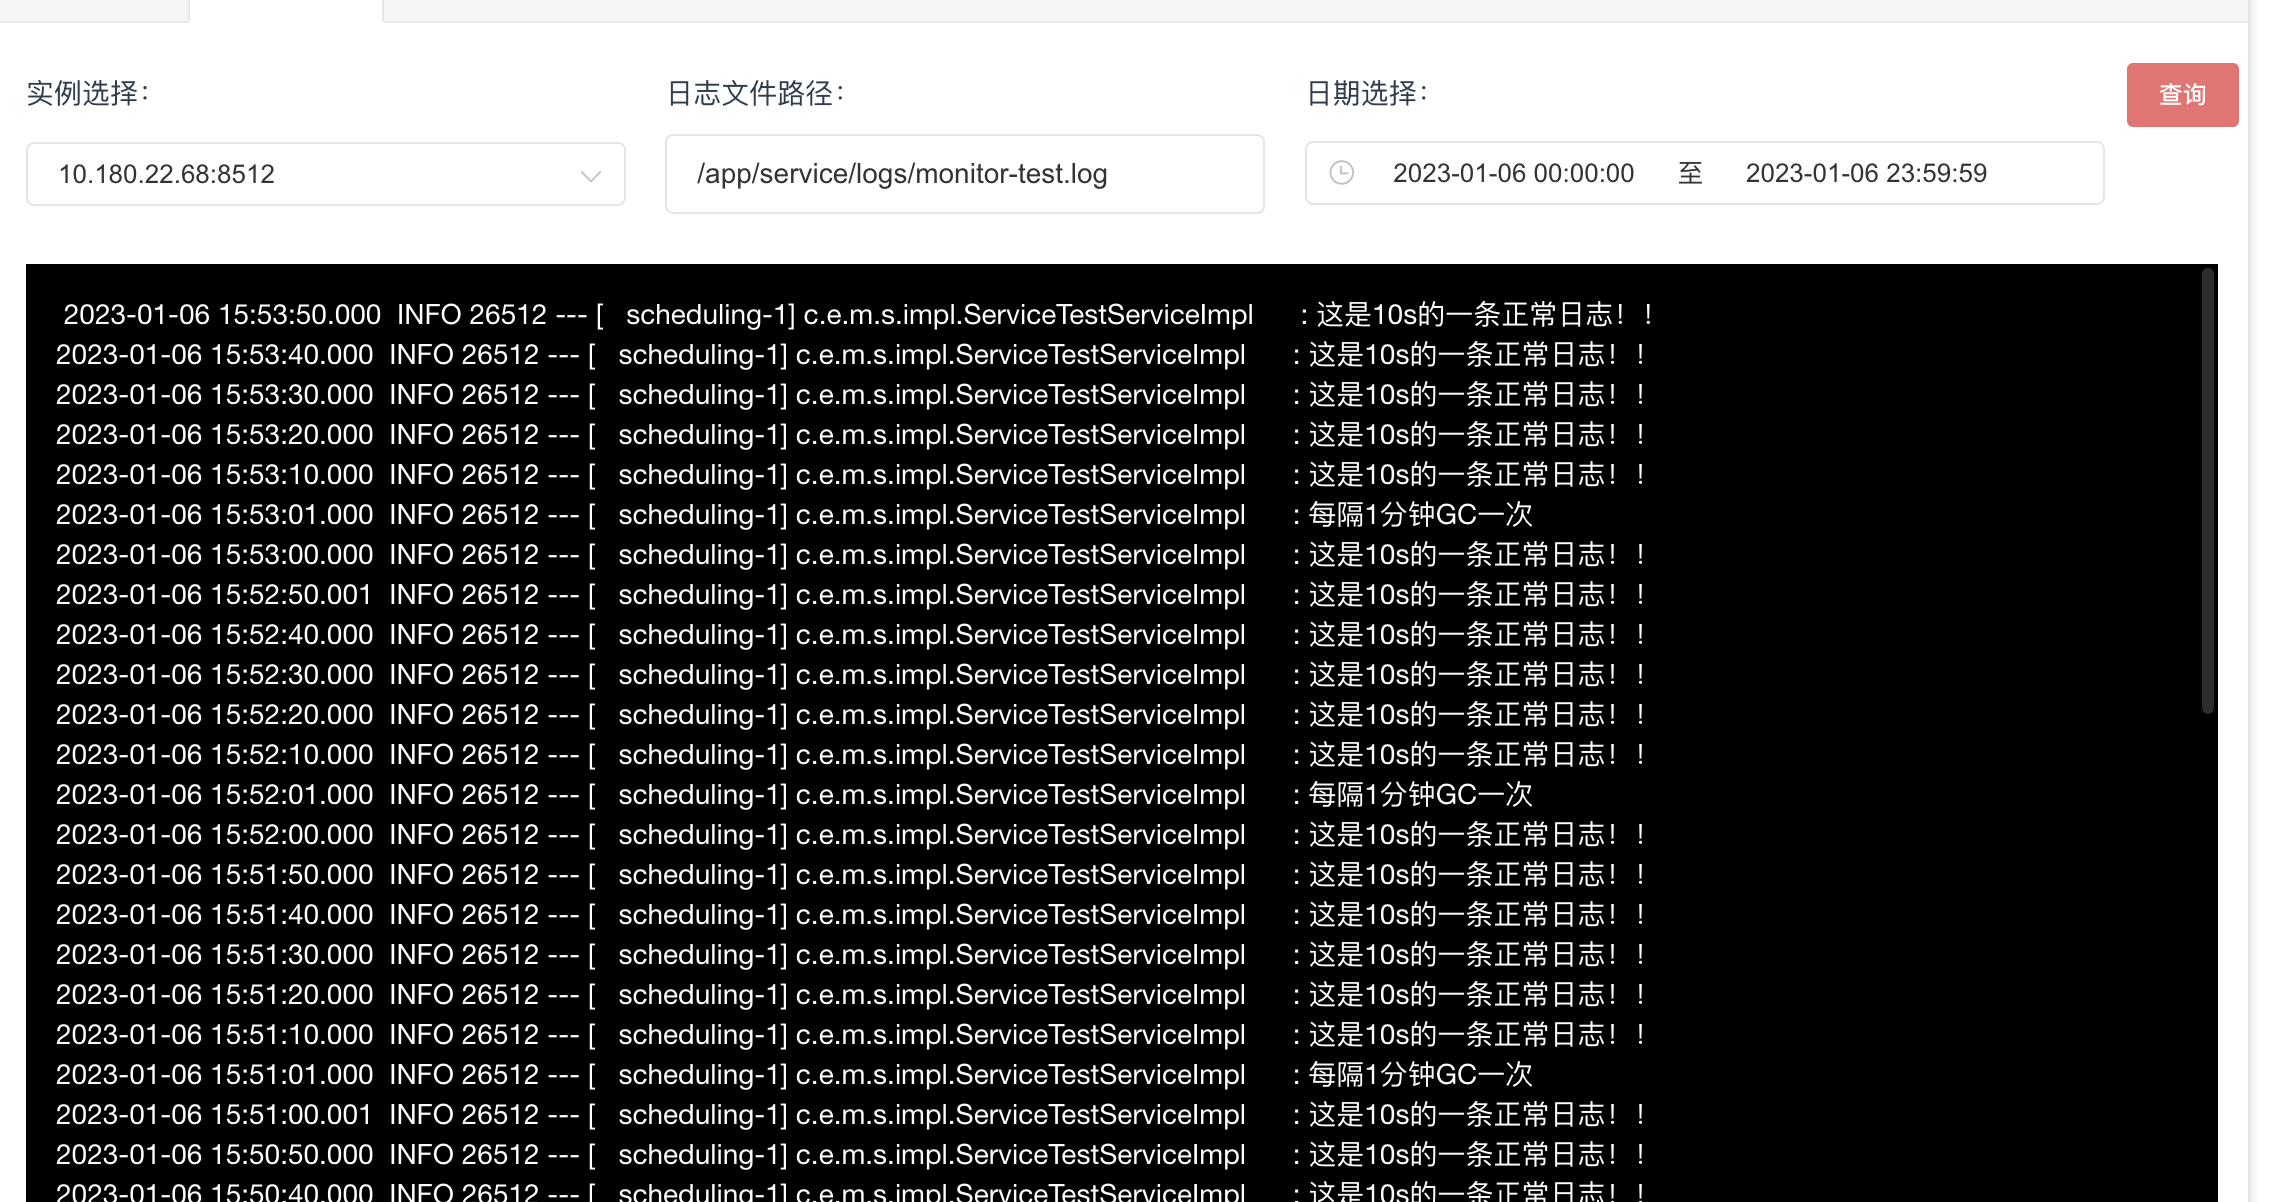 实例选择：
日志文件路径：
日期选择：
查询
10.180.22.68:8512
/app/service/logs/monitor-test.log
2023-01-06 00:00:00 至 2023-01-06 23:59:59
2023-01-06 15:53:50.000 INFO 26512 --- [ scheduling-1] c.e.m.s.impl.ServiceTestServiceImpl : 这是10s的一条正常日志！！
2023-01-06 15:53:40.000 INFO 26512 --- [ scheduling-1] c.e.m.s.impl.ServiceTestServiceImpl : 这是10s的一条正常日志！！
2023-01-06 15:53:30.000 INFO 26512 --- [ scheduling-1] c.e.m.s.impl.ServiceTestServiceImpl : 这是10s的一条正常日志！！
2023-01-06 15:53:20.000 INFO 26512 --- [ scheduling-1] c.e.m.s.impl.ServiceTestServiceImpl : 这是10s的一条正常日志！！
2023-01-06 15:53:10.000 INFO 26512 --- [ scheduling-1] c.e.m.s.impl.ServiceTestServiceImpl : 这是10s的一条正常日志！！
2023-01-06 15:53:01.000 INFO 26512 --- [ scheduling-1] c.e.m.s.impl.ServiceTestServiceImpl : 每隔1分钟GC一次
2023-01-06 15:53:00.000 INFO 26512 --- [ scheduling-1] c.e.m.s.impl.ServiceTestServiceImpl : 这是10s的一条正常日志！！
2023-01-06 15:52:50.001 INFO 26512 --- [ scheduling-1] c.e.m.s.impl.ServiceTestServiceImpl : 这是10s的一条正常日志！！
2023-01-06 15:52:40.000 INFO 26512 --- [ scheduling-1] c.e.m.s.impl.ServiceTestServiceImpl : 这是10s的一条正常日志！！
2023-01-06 15:52:30.000 INFO 26512 --- [ scheduling-1] c.e.m.s.impl.ServiceTestServiceImpl : 这是10s的一条正常日志！！
2023-01-06 15:52:20.000 INFO 26512 --- [ scheduling-1] c.e.m.s.impl.ServiceTestServiceImpl : 这是10s的一条正常日志！！
2023-01-06 15:52:10.000 INFO 26512 --- [ scheduling-1] c.e.m.s.impl.ServiceTestServiceImpl : 这是10s的一条正常日志！！
2023-01-06 15:52:01.000 INFO 26512 --- [ scheduling-1] c.e.m.s.impl.ServiceTestServiceImpl : 每隔1分钟GC一次
2023-01-06 15:52:00.000 INFO 26512 --- [ scheduling-1] c.e.m.s.impl.ServiceTestServiceImpl : 这是10s的一条正常日志！！
2023-01-06 15:51:50.000 INFO 26512 --- [ scheduling-1] c.e.m.s.impl.ServiceTestServiceImpl : 这是10s的一条正常日志！！
2023-01-06 15:51:40.000 INFO 26512 --- [ scheduling-1] c.e.m.s.impl.ServiceTestServiceImpl : 这是10s的一条正常日志！！
2023-01-06 15:51:30.000 INFO 26512 --- [ scheduling-1] c.e.m.s.impl.ServiceTestServiceImpl : 这是10s的一条正常日志！！
2023-01-06 15:51:20.000 INFO 26512 --- [ scheduling-1] c.e.m.s.impl.ServiceTestServiceImpl : 这是10s的一条正常日志！！
2023-01-06 15:51:10.000 INFO 26512 --- [ scheduling-1] c.e.m.s.impl.ServiceTestServiceImpl : 这是10s的一条正常日志！！
2023-01-06 15:51:01.000 INFO 26512 --- [ scheduling-1] c.e.m.s.impl.ServiceTestServiceImpl : 每隔1分钟GC一次
2023-01-06 15:51:00.001 INFO 26512 --- [ scheduling-1] c.e.m.s.impl.ServiceTestServiceImpl : 这是10s的一条正常日志！！
2023-01-06 15:50:50.000 INFO 26512 --- [ scheduling-1] c.e.m.s.impl.ServiceTestServiceImpl : 这是10s的一条正常日志！！
2023-01-06 15:50:40.000 INFO 26512 --- [ scheduling-1] c.e.m.s.impl.ServiceTestServiceImpl : 这是10s的一条正常日志！！